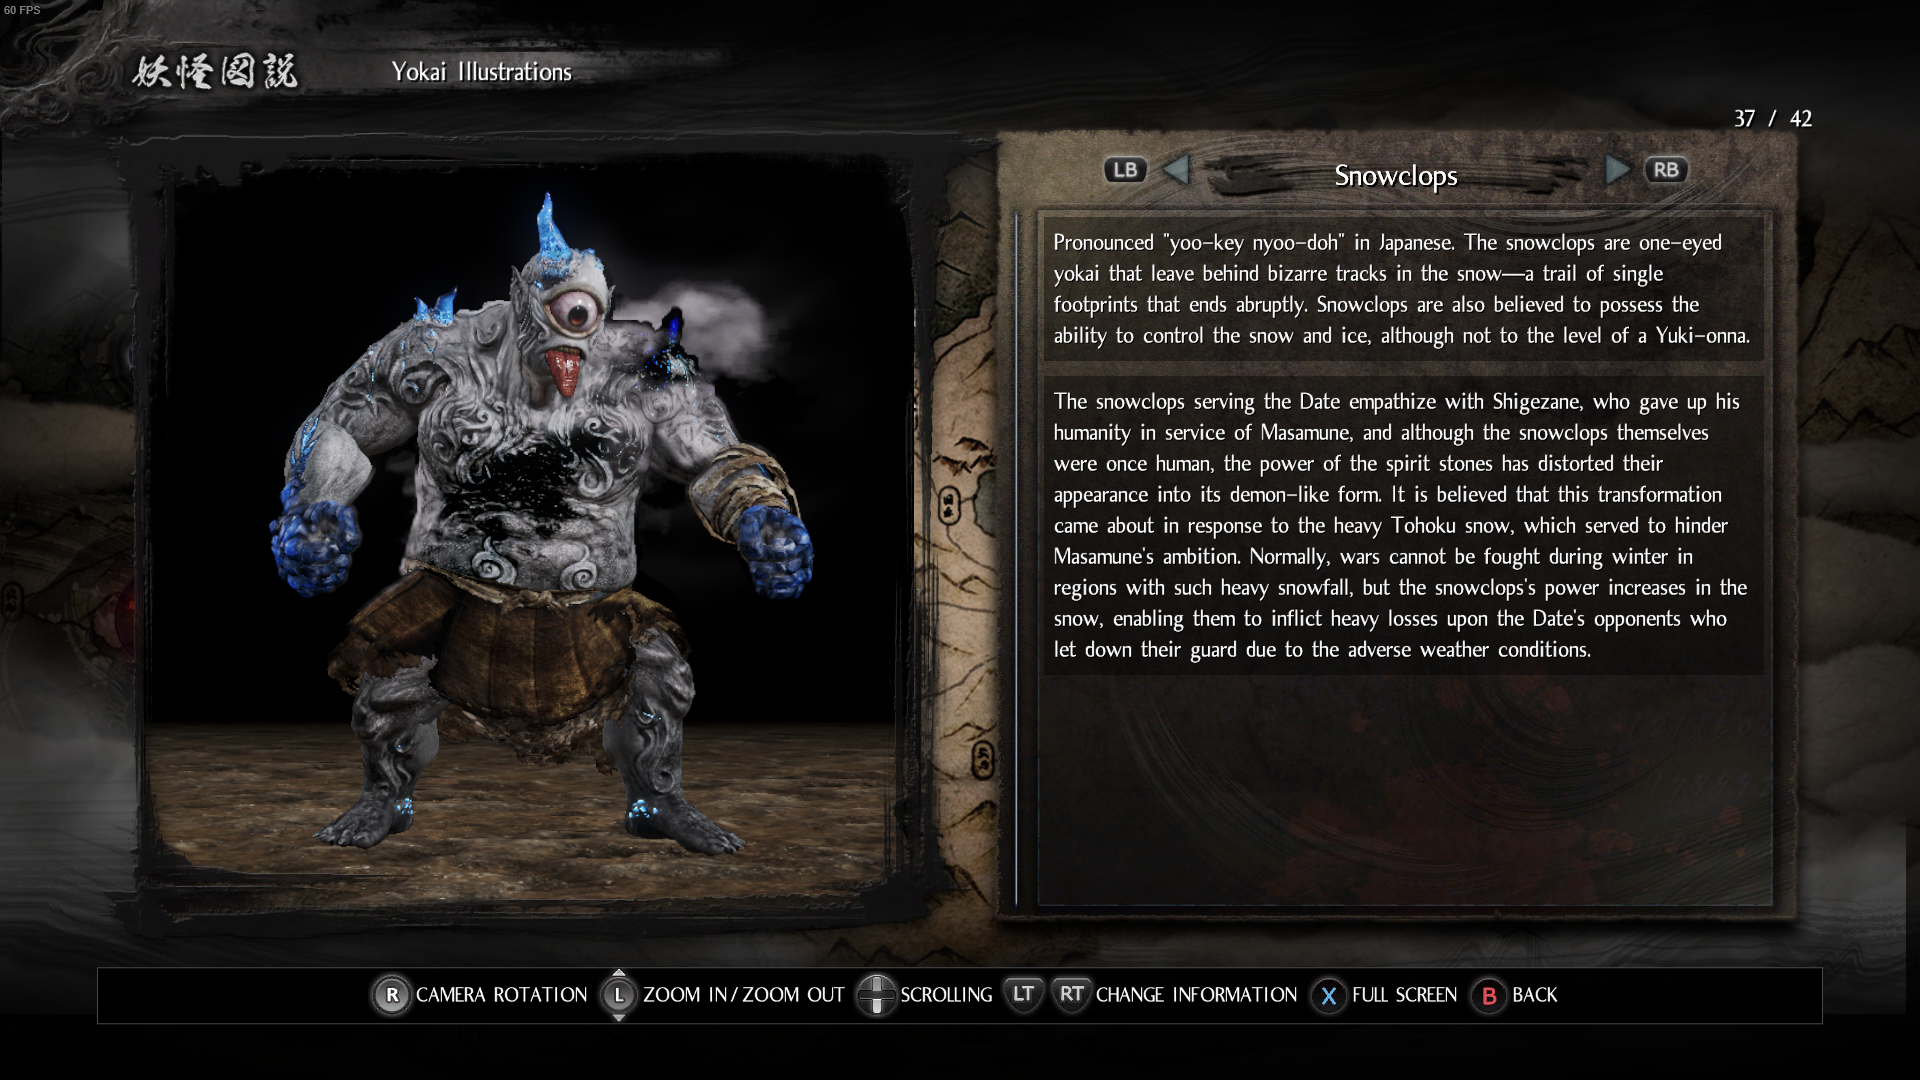 60 FPS
妖怪図説
Yokai Illustrations
37 / 42
LB
Snowclops
RB
Pronounced "yoo-key nyoo-doh" in Japanese. The snowclops are one-eyed
yokai that leave behind bizarre tracks in the snow—a trail of single
footprints that ends abruptly. Snowclops are also believed to possess the
ability to control the snow and ice, although not to the level of a Yuki-onna.
The snowclops serving the Date empathize with Shigezane, who gave up his
humanity in service of Masamune, and although the snowclops themselves
were once human, the power of the spirit stones has distorted their
appearance into its demon-like form. It is believed that this transformation
came about in response to the heavy Tohoku snow, which served to hinder
Masamune's ambition. Normally, wars cannot be fought during winter in
regions with such heavy snowfall, but the snowclops's power increases in the
snow, enabling them to inflict heavy losses upon the Date's opponents who
let down their guard due to the adverse weather conditions.
R CAMERA ROTATION L ZOOM IN / ZOOM OUT SCROLLING LT RT CHANGE INFORMATION X FULL SCREEN B BACK